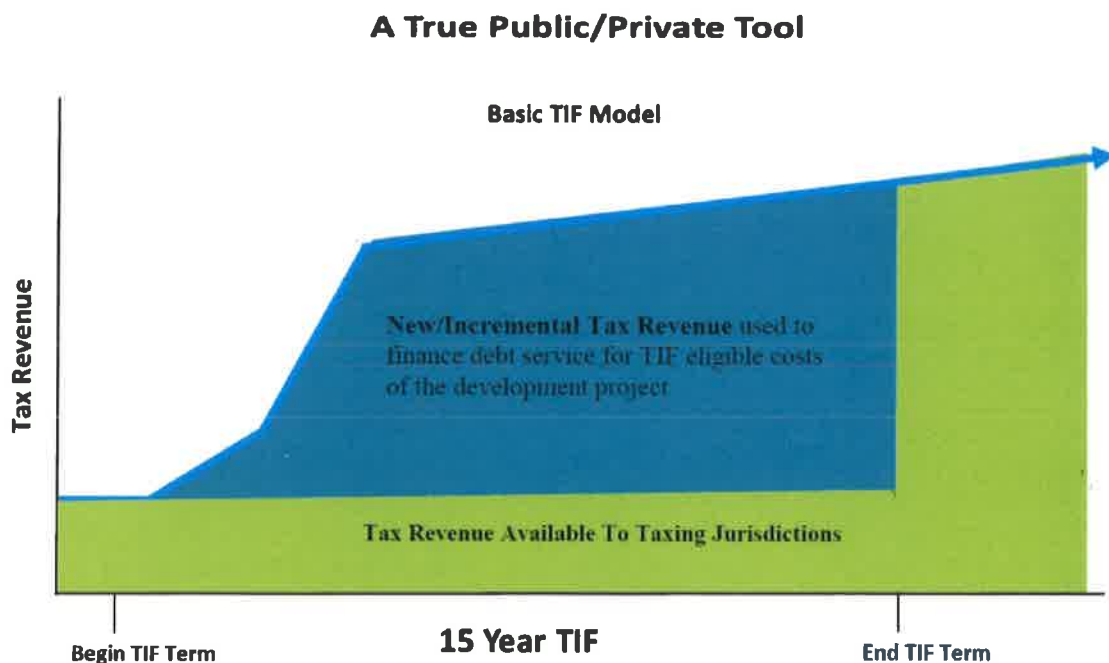 A True Public/Private Tool
Basic TIF Model
Tax Revenue
New/Incremental Tax Revenue used to
finance debt service for TIF eligible costs
of the development project
Tax Revenue Available To Taxing Jurisdictions
Begin TIF Term
15 Year TIF
End TIF Term